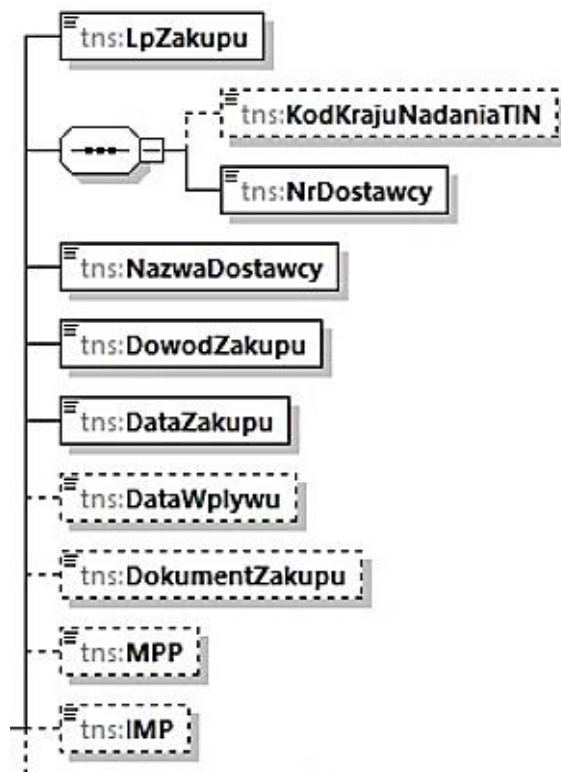 tns:LpZakupu
tns:KodKrajuNadaniaTIN
tns:NrDostawcy
tns:NazwaDostawcy
tns:DowodZakupu
tns:DataZakupu
tns:DataWplywu
tns:DokumentZakupu
tns:MPP
tns:IMP